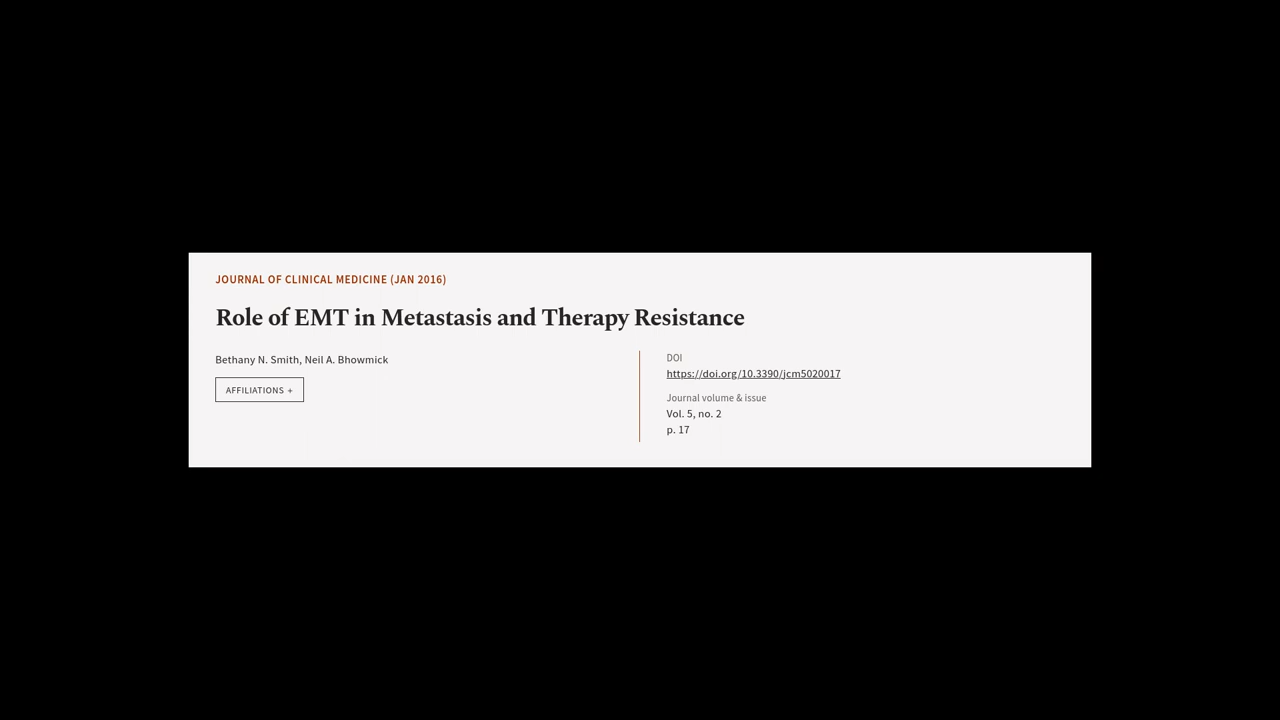 JOURNAL OF CLINICAL MEDICINE (JAN 2016)
Role of EMT in Metastasis and Therapy Resistance
Bethany N. Smith, Neil A. Bhowmick
AFFILIATIONS +
DOI
https://doi.org/10.3390/jcm5020017
Journal volume & issue
Vol. 5, no. 2
p. 17